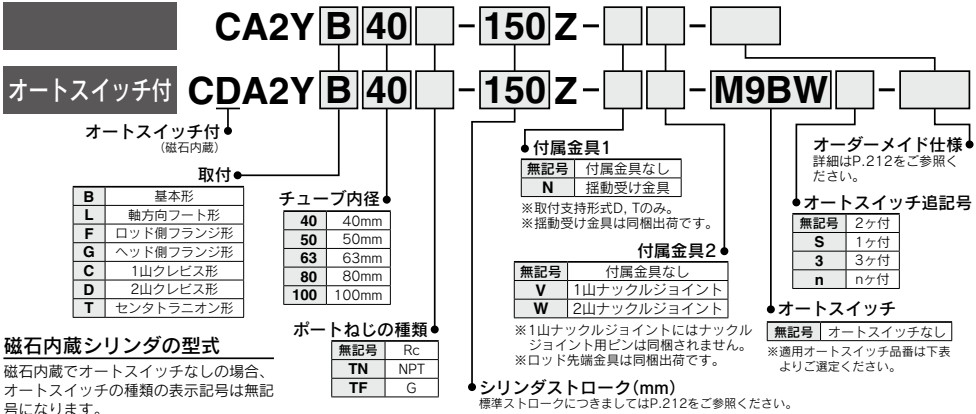 CA2Y B 40 - 150 Z - -
オートスイッチ付 CDA2Y B 40 - 150 Z - - M9BW -
オートスイッチ付
(磁石内蔵)
取付
B 基本形
L 軸方向フート形
F ロッド側フランジ形
G ヘッド側フランジ形
C 1山クレビス形
D 2山クレビス形
T センタトラニオン形
磁石内蔵シリンダの型式
磁石内蔵でオートスイッチなしの場合、
オートスイッチの種類の表示記号は無記
号になります。
チューブ内径
40 40mm
50 50mm
63 63mm
80 80mm
100 100mm
ポートねじの種類
無記号 Rc
TN NPT
TF G
シリンダストローク(mm)
標準ストロークにつきましてはP.212をご参照ください。
付属金具1
無記号 付属金具なし
N 揺動受け金具
※取付支持形式D, Tのみ。
※揺動受け金具は同梱出荷です。
付属金具2
無記号 付属金具なし
V 1山ナックルジョイント
W 2山ナックルジョイント
※1山ナックルジョイントにはナックル
ジョイント用ピンは同梱されません。
※ロッド先端金具は同梱出荷です。
オーダーメイド仕様
詳細はP.212をご参照く
ださい。
オートスイッチ追記号
無記号 2ヶ付
S 1ヶ付
3 3ヶ付
n nヶ付
オートスイッチ
無記号 オートスイッチなし
※適用オートスイッチ品番は下表
よりご選定ください。